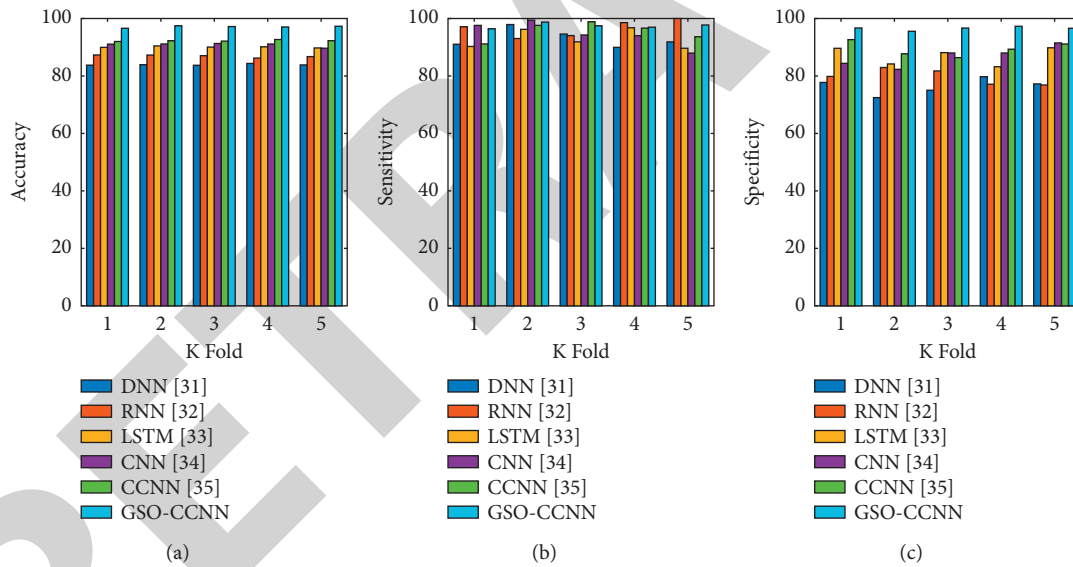 100
80
60
40
20
0
Accuracy
1 2 3 4 5
K Fold
DNN [31]
RNN [32]
LSTM [33]
CNN [34]
CCNN [35]
GSO-CCNN
(a)
100
80
60
40
20
0
Sensitivity
1 2 3 4 5
K Fold
DNN [31]
RNN [32]
LSTM [33]
CNN [34]
CCNN [35]
GSO-CCNN
(b)
100
80
60
40
20
0
Specificity
1 2 3 4 5
K Fold
DNN [31]
RNN [32]
LSTM [33]
CNN [34]
CCNN [35]
GSO-CCNN
(c)